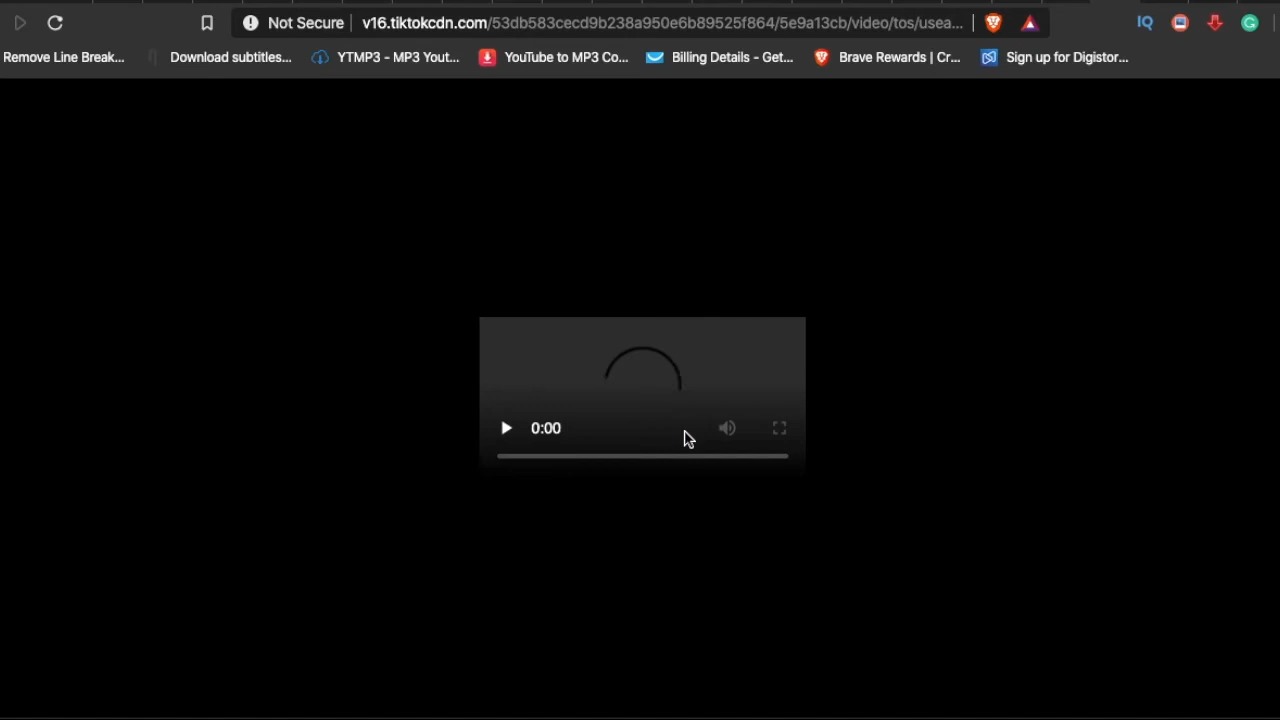 Not Secure v16.tiktokcdn.com/53db583cecd9b238a950e6b89525f864/5e9a13cb/video/tos/usea...
IQ
Remove Line Break... Download subtitles... YTMP3 - MP3 Yout... YouTube to MP3 Co... Billing Details - Get... Brave Rewards | Cr... Sign up for Digistor...
0:00